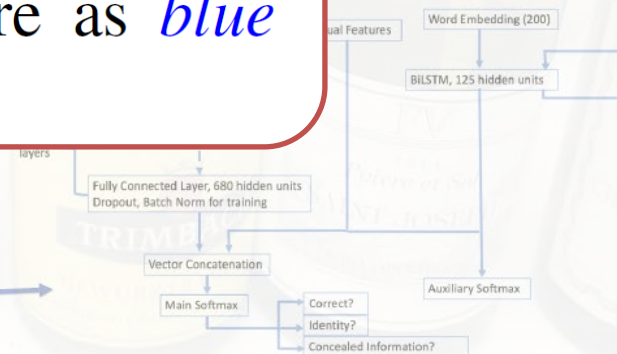 re as blue
ual Features
Word Embedding (200)
BiLSTM, 125 hidden units
layers
Fully Connected Layer, 680 hidden units
Dropout, Batch Norm for training
TRIMB
Vector Concatenation
Auxiliary Softmax
Main Softmax
Correct?
Identity?
Concealed Information?